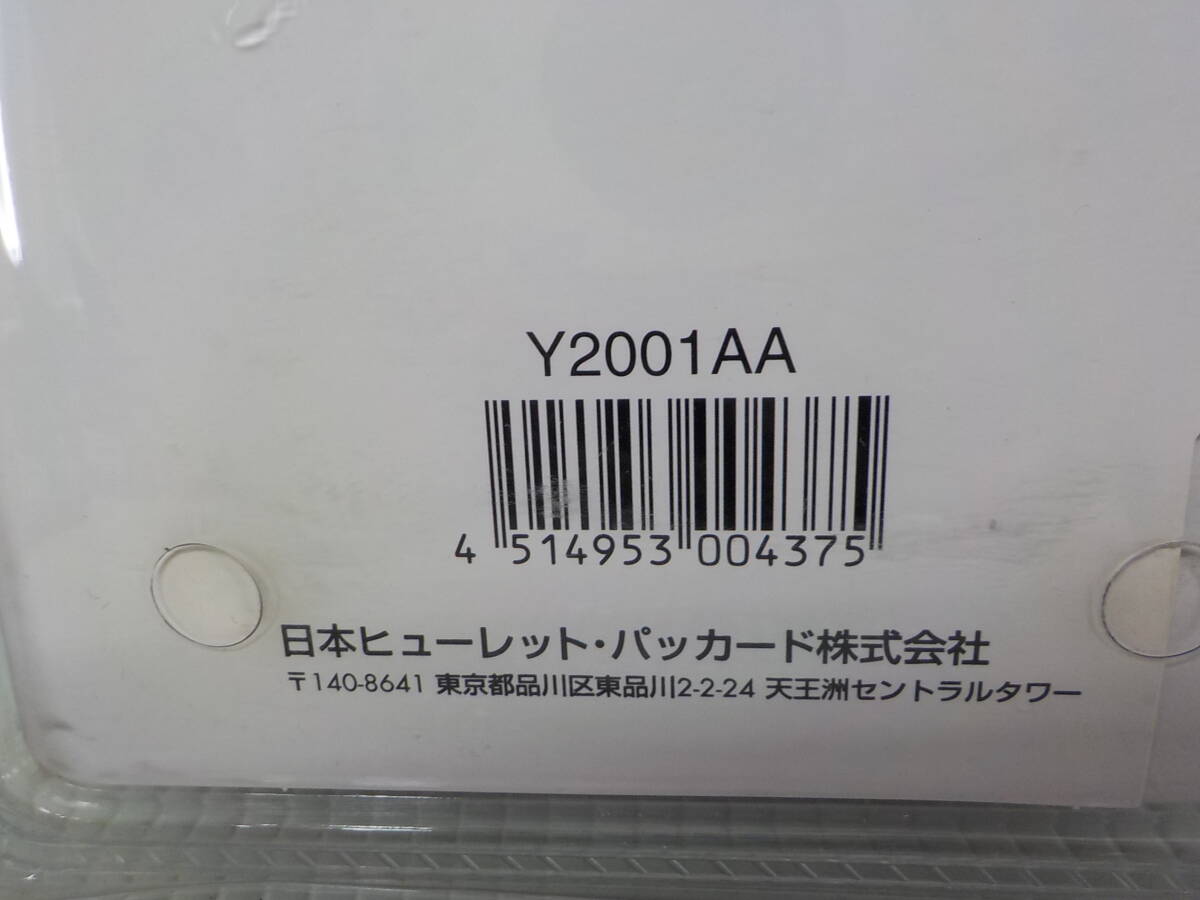 Y2001AA
4 514953 004375
日本ヒューレット・パッカード株式会社
〒140-8641 東京都品川区東品川2-2-24 天王洲セントラルタワー